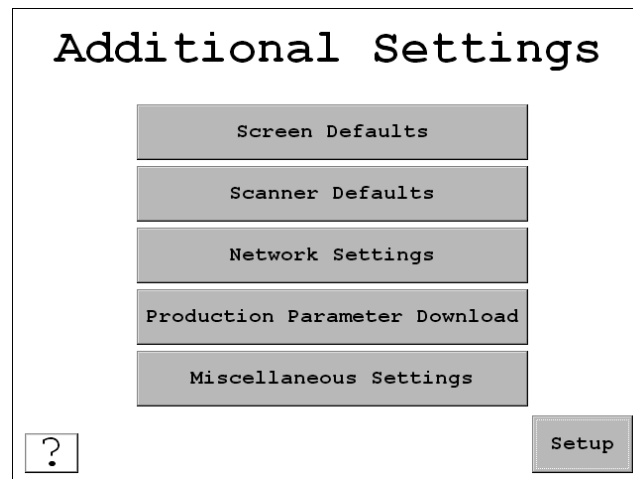 Additional Settings
Screen Defaults
Scanner Defaults
Network Settings
Production Parameter Download
Miscellaneous Settings
?
Setup